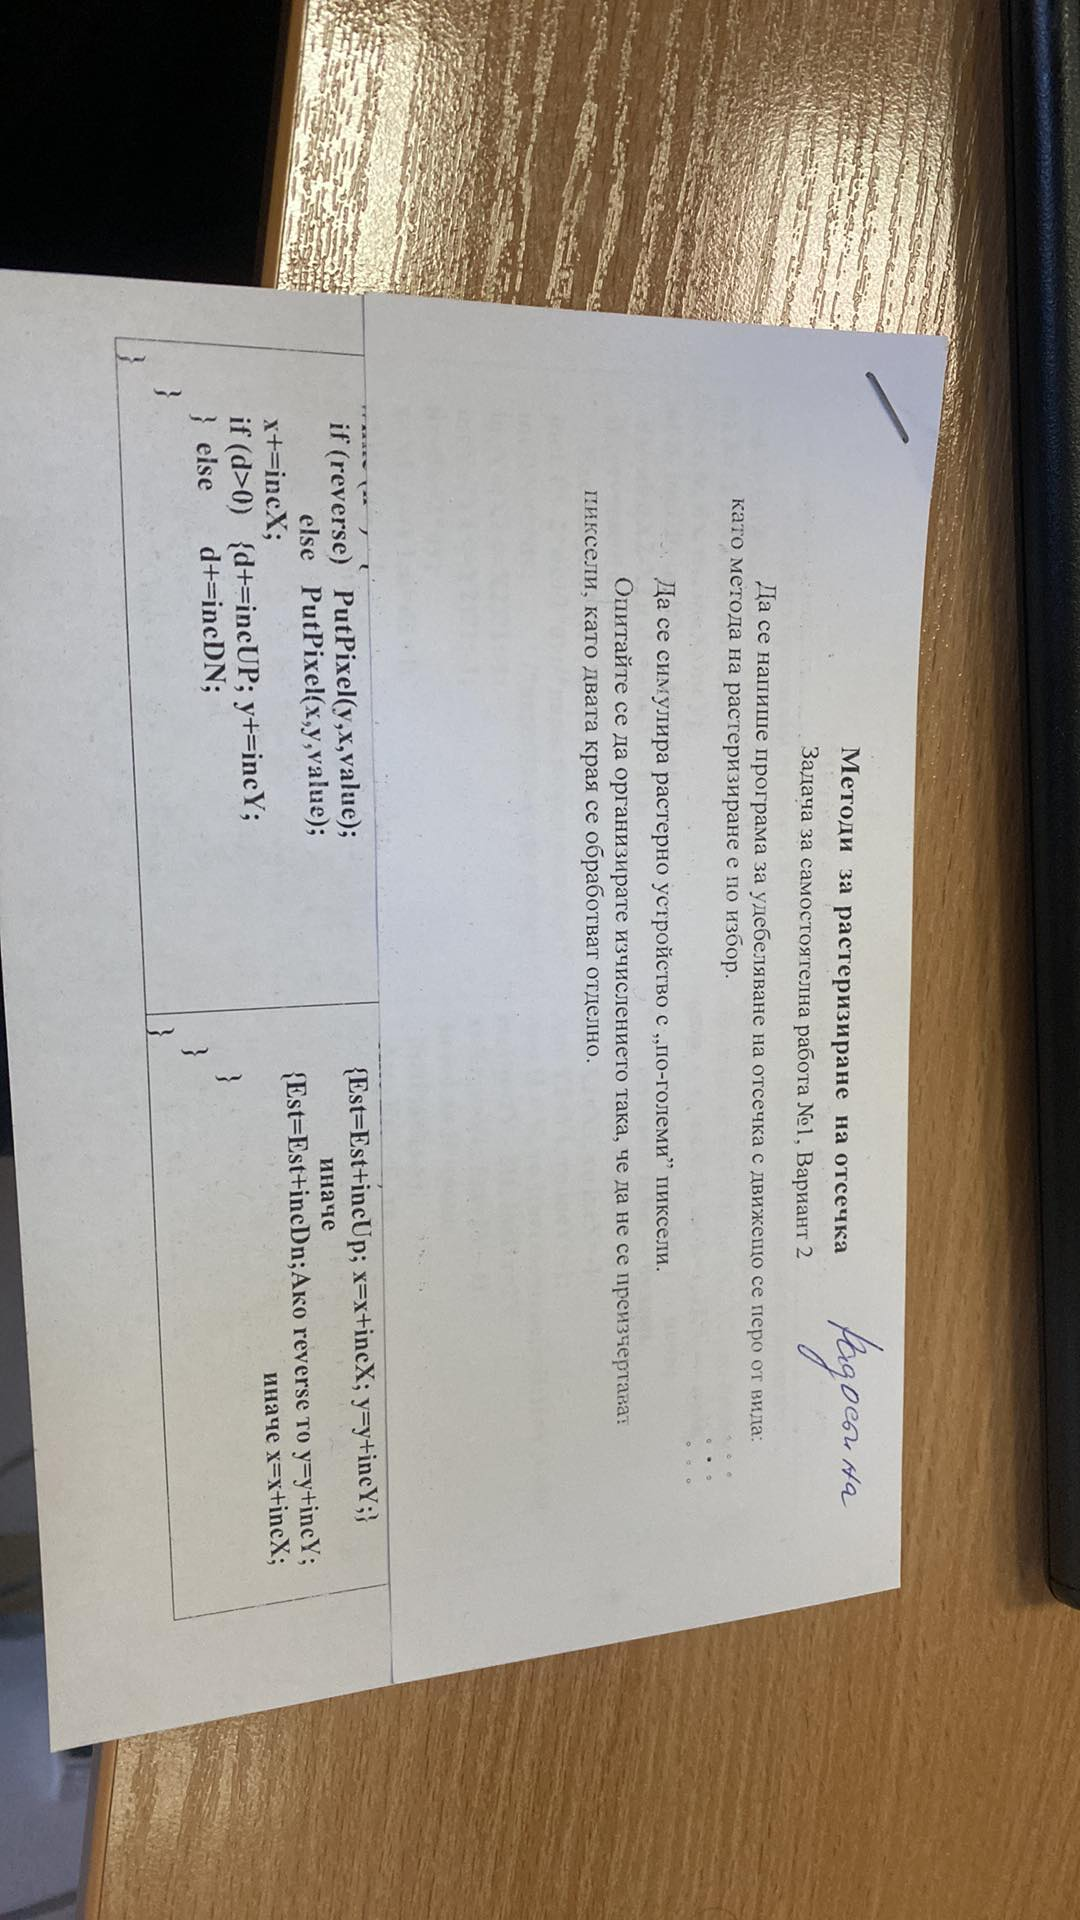 Методи за растеризиране на отсечка
Задача за самостоятелна работа №1, Вариант 2
Да се напише програма за удебеляване на отсечка с движещо се перо от вида:
като метода на растеризиране е по избор.
Да се симулира растерно устройство с „по-големи” пиксели.
Опитайте се да организирате изчислението така, че да не се преизчертават
пиксели, като двата края се обработват отделно.
if (reverse) PutPixel(y,x,value);
else PutPixel(x,y,value);
x+=incX;
if (d>0) {d+=incUP; y+=incY;
} else d+=incDN;
}
}
{Est=Est+incUp; x=x+incX; y=y+incY;}
иначе
{Est=Est+incDn;Ако reverse то y=y+incY;
иначе x=x+incX;
}
}
}